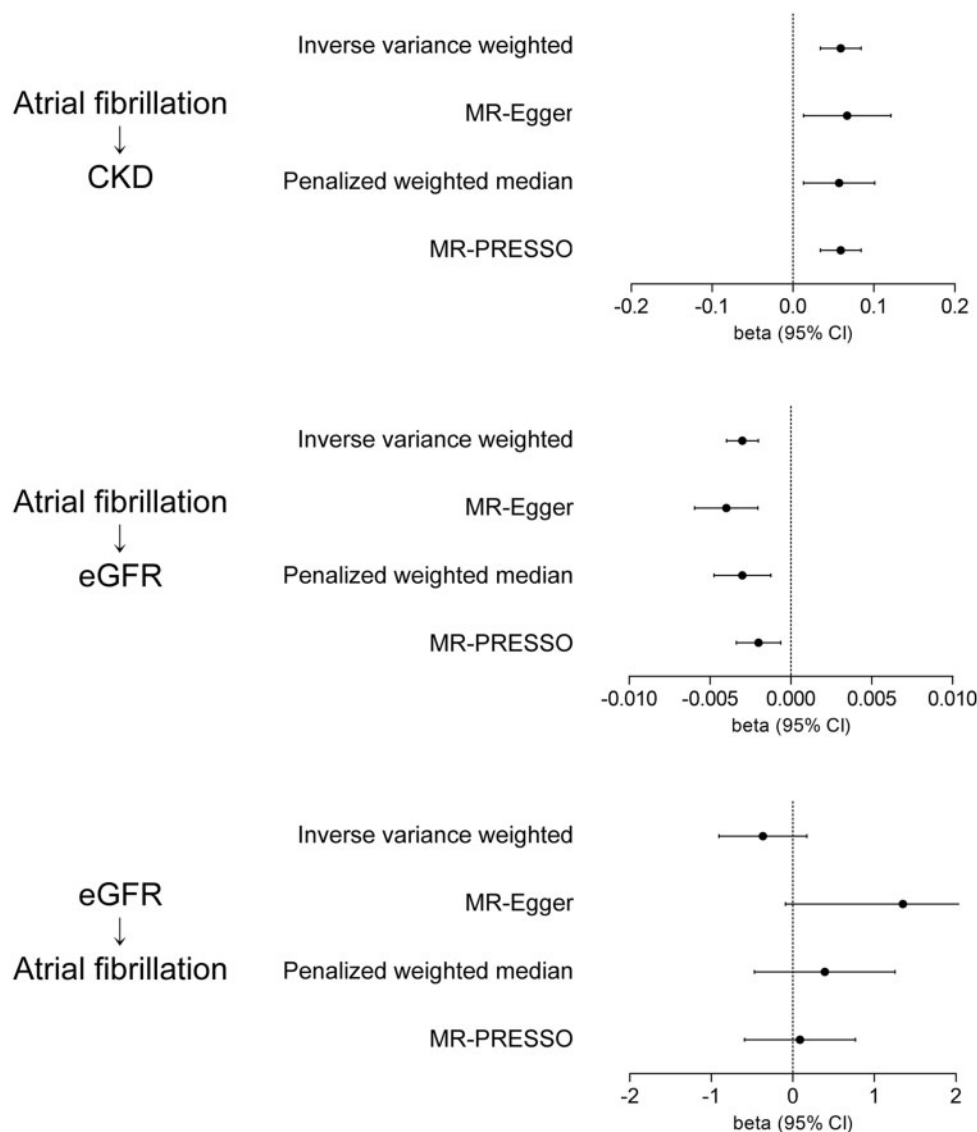 Inverse variance weighted
Atrial fibrillation
MR-Egger
CKD
Penalized weighted median
MR-PRESSO
-0.2 -0.1 0.0 0.1 0.2
beta (95% CI)
Inverse variance weighted
Atrial fibrillation
MR-Egger
eGFR
Penalized weighted median
MR-PRESSO
-0.010 -0.005 0.000 0.005 0.010
beta (95% CI)
Inverse variance weighted
eGFR
MR-Egger
Atrial fibrillation
Penalized weighted median
MR-PRESSO
-2 -1 0 1 2
beta (95% CI)